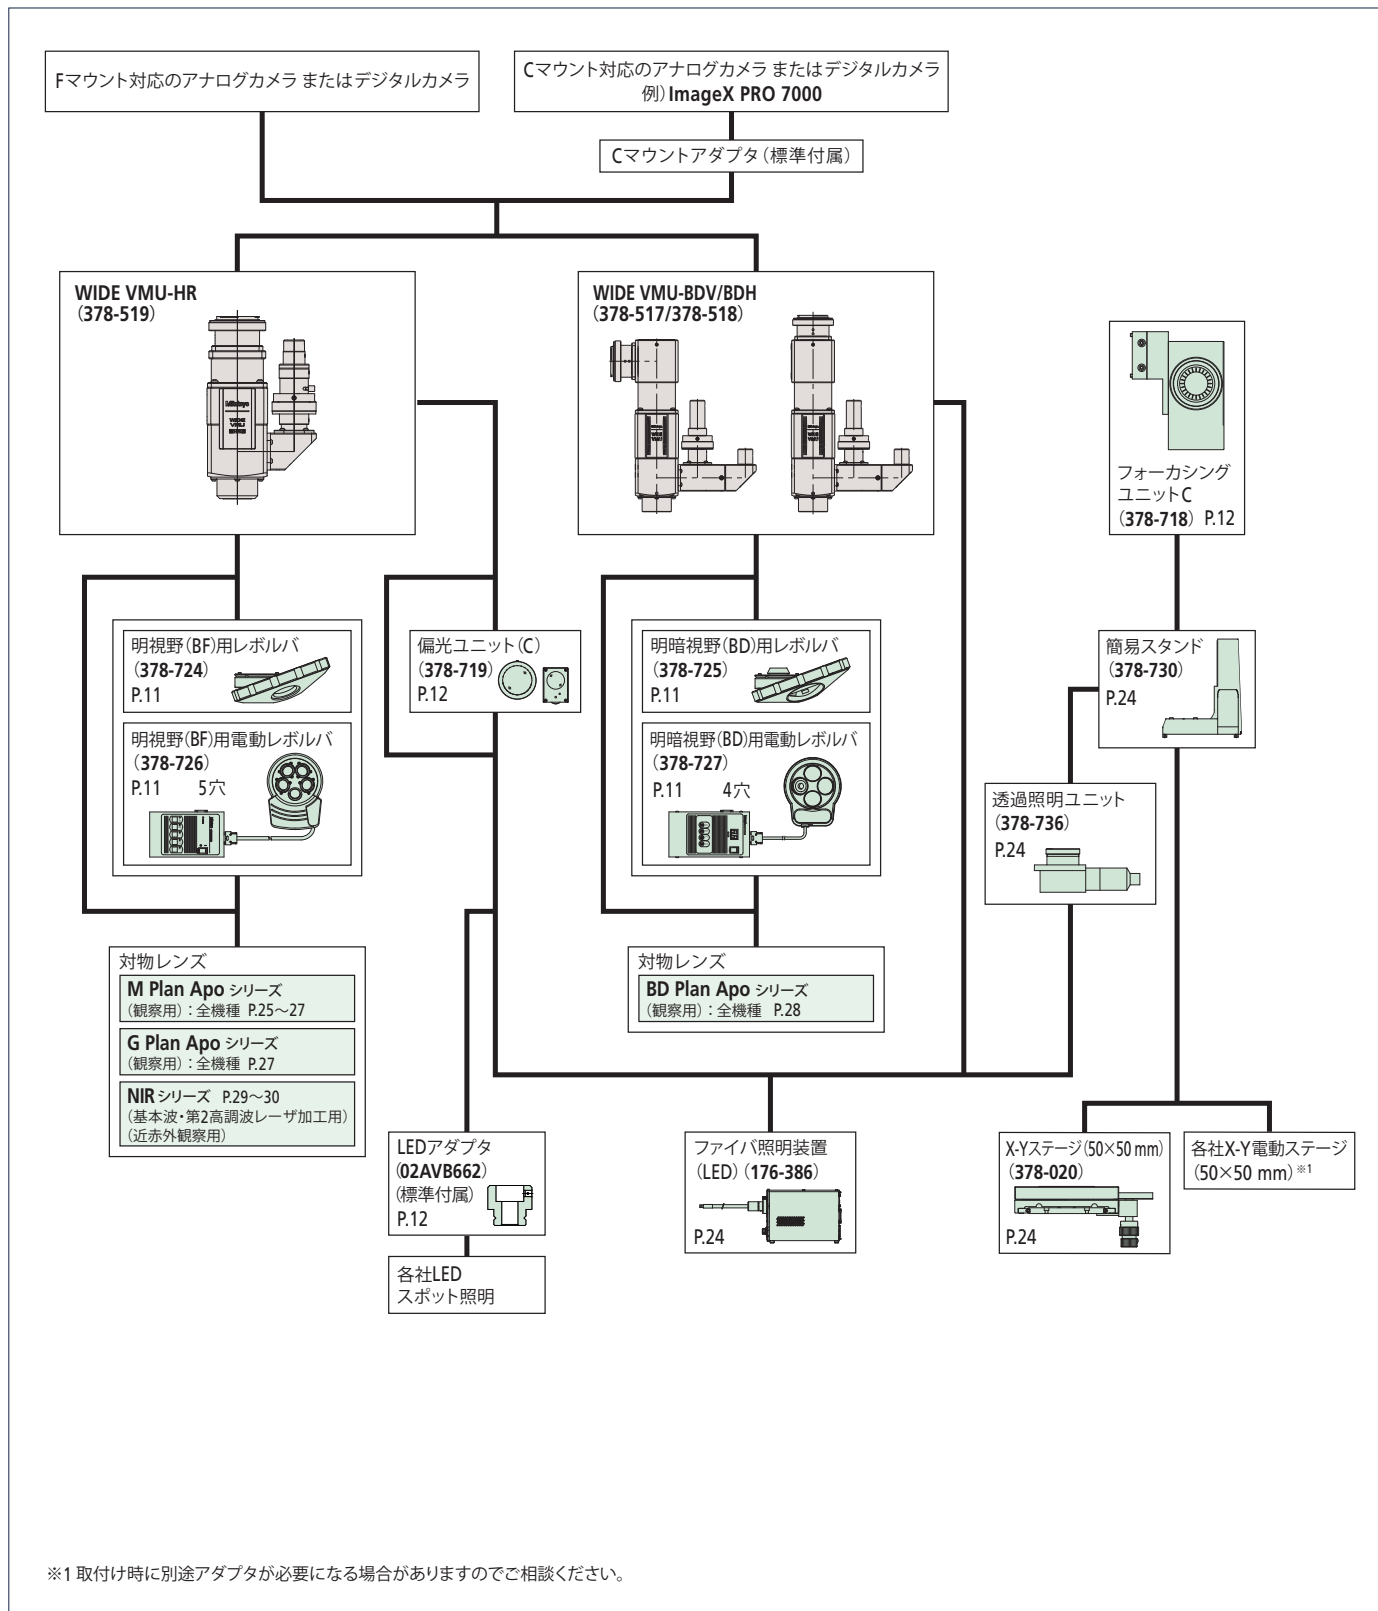 Fマウント対応のアナログカメラ またはデジタルカメラ
Cマウント対応のアナログカメラ またはデジタルカメラ
例）ImageX PRO 7000
Cマウントアダプタ（標準付属）
WIDE VMU-HR
（378-519）
Mitutoyo
WIDE
VMU
WIDE VMU-BDV/BDH
（378-517/378-518）
フォーカシング
ユニットC
（378-718） P.12
明視野（BF）用レボルバ
（378-724）
P.11
明視野（BF）用電動レボルバ
（378-726）
P.11 5穴
偏光ユニット（C）
（378-719）
P.12
明暗視野（BD）用レボルバ
（378-725）
P.11
明暗視野（BD）用電動レボルバ
（378-727）
P.11 4穴
簡易スタンド
（378-730）
P.24
透過照明ユニット
（378-736）
P.24
対物レンズ
M Plan Apo シリーズ
（観察用）：全機種 P.25～27
G Plan Apo シリーズ
（観察用）：全機種 P.27
NIR シリーズ P.29～30
（基本波・第2高調波レーザ加工用）
（近赤外観察用）
対物レンズ
BD Plan Apo シリーズ
（観察用）：全機種 P.28
LEDアダプタ
（02AVB662）
（標準付属）
P.12
各社LED
スポット照明
ファイバ照明装置
（LED）（176-386）
P.24
X-Yステージ（50×50 mm）
（378-020）
P.24
各社X-Y電動ステージ
（50×50 mm）※1
※1 取付け時に別途アダプタが必要になる場合がありますのでご相談ください。